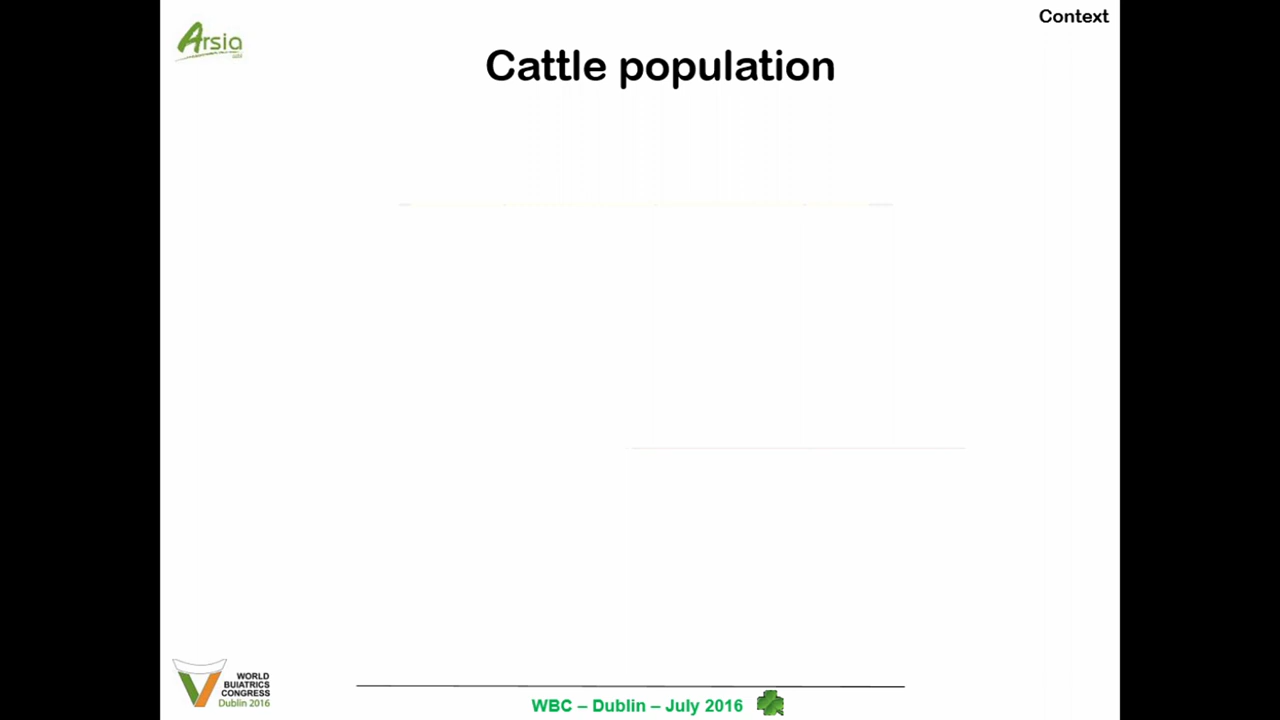 Context
Arsia
Cattle population
WORLD
BUIATRICS
CONGRESS
Dublin 2016
WBC – Dublin – July 2016